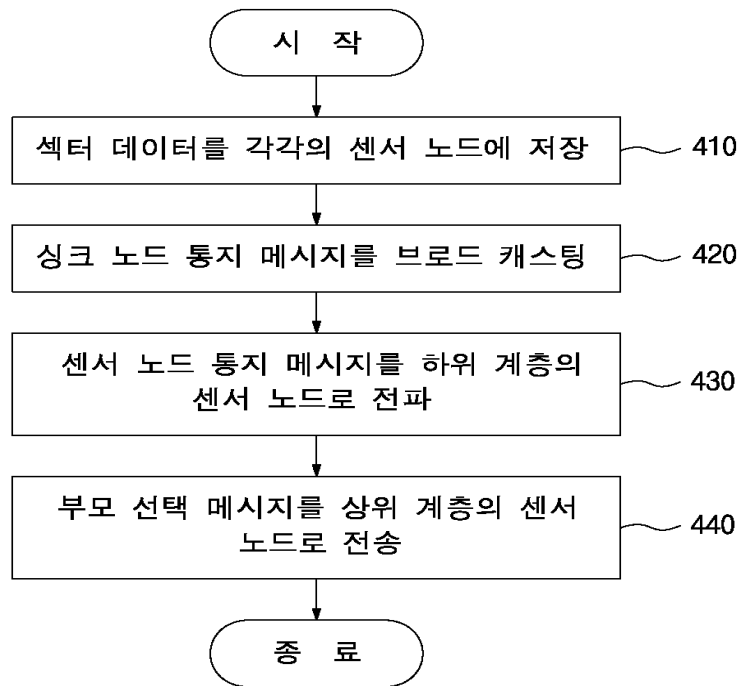 시 작
섹터 데이터를 각각의 센서 노드에 저장
410
싱크 노드 통지 메시지를 브로드 캐스팅
420
센서 노드 통지 메시지를 하위 계층의
센서 노드로 전파
430
부모 선택 메시지를 상위 계층의 센서
노드로 전송
440
종 료